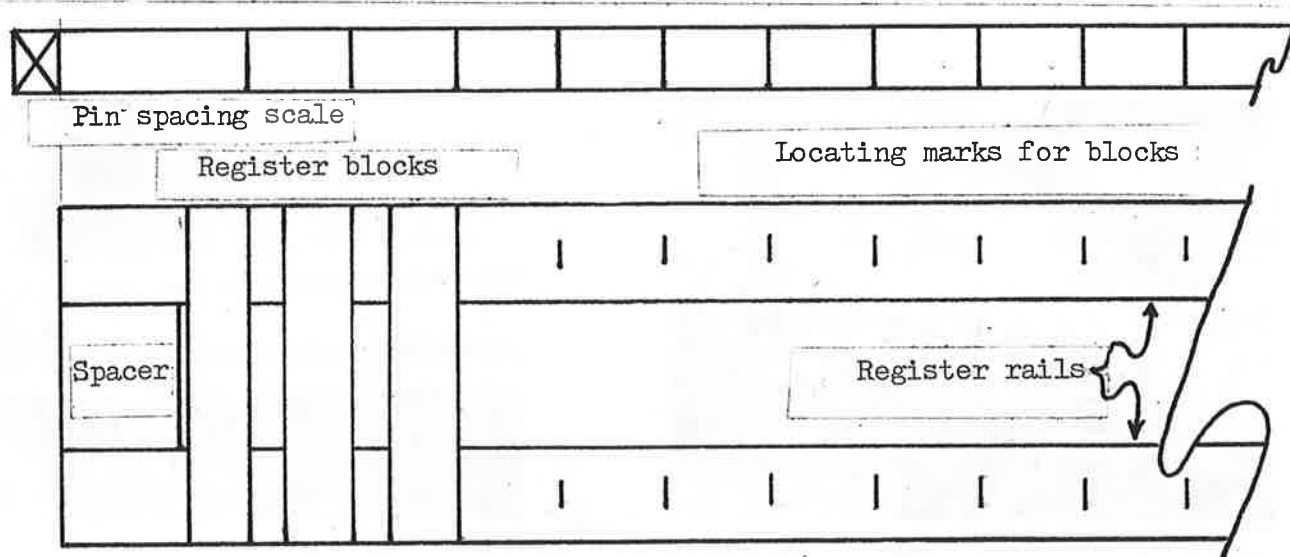 Pin spacing scale
Register blocks
Locating marks for blocks
Spacer
Register rails